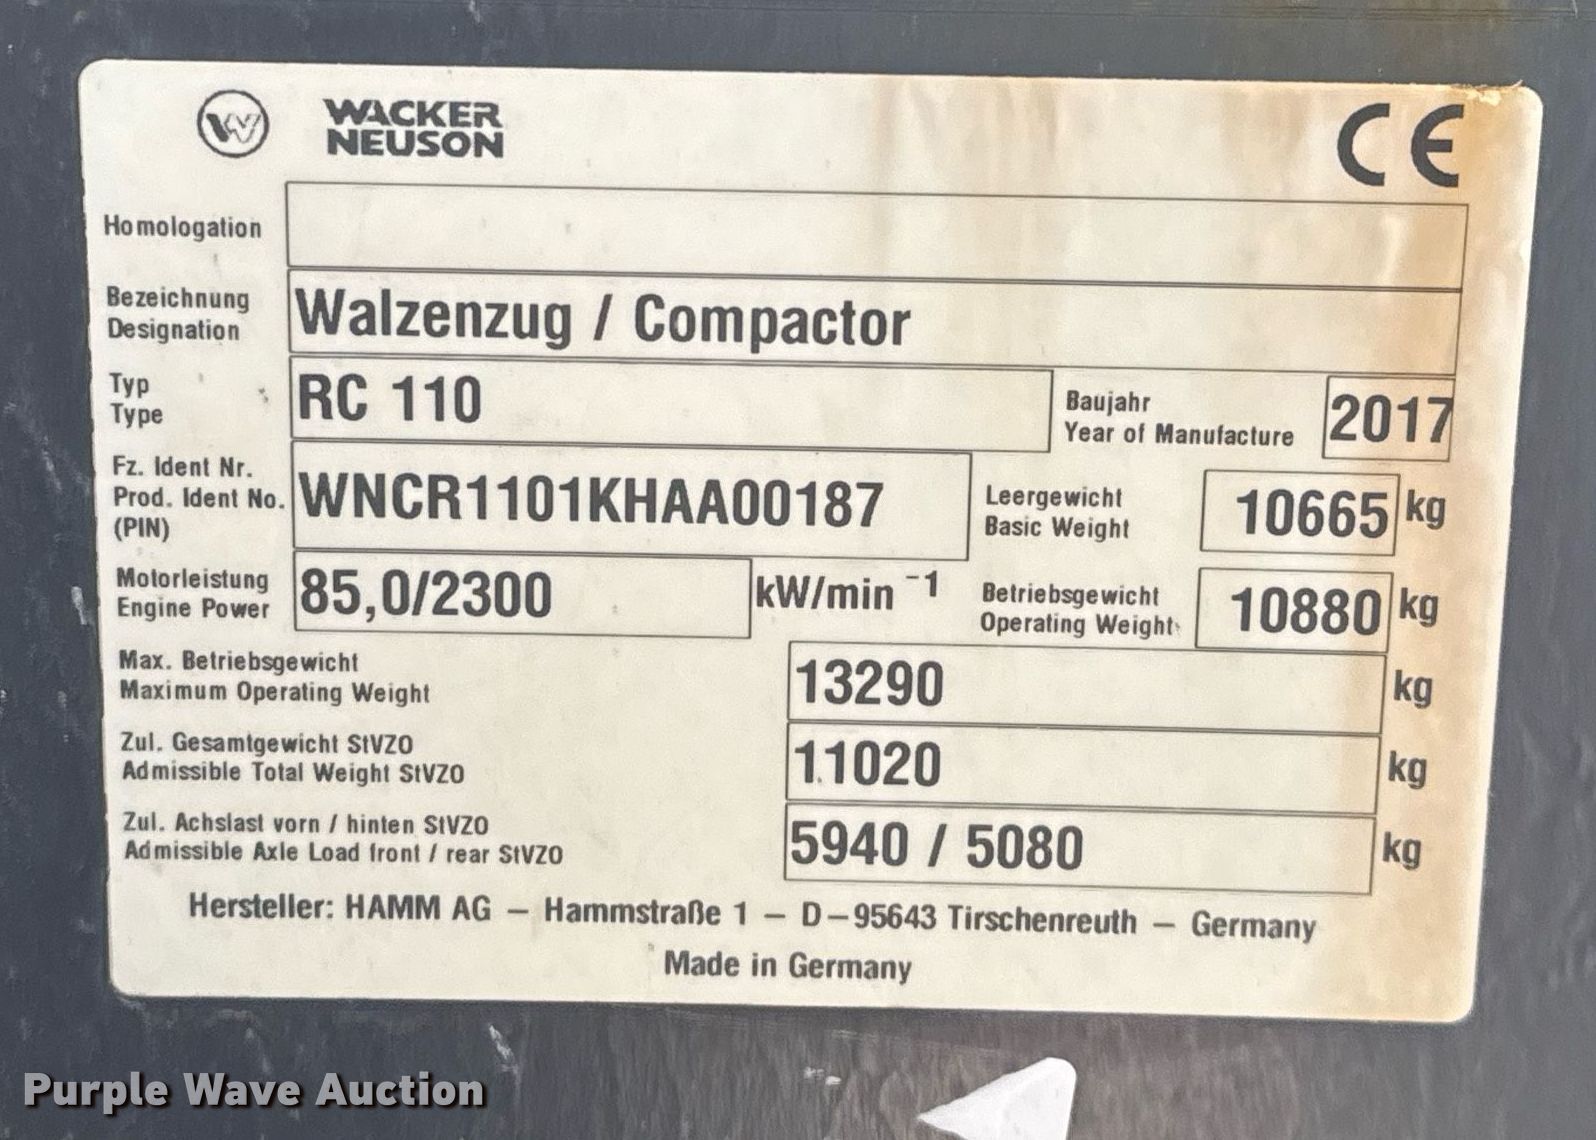 WACKER
NEUSON
CE
Homologation
Bezeichnung
Designation
Walzenzug / Compactor
Typ
Type
RC 110
Baujahr
Year of Manufacture
2017
Fz. Ident Nr.
Prod. Ident No.
(PIN)
WNCR1101KHAA00187
Leergewicht
Basic Weight
10665 kg
Motorleistung
Engine Power
85,0/2300 kW/min⁻¹
Betriebsgewicht
Operating Weight
10880 kg
Max. Betriebsgewicht
Maximum Operating Weight
13290 kg
Zul. Gesamtgewicht StVZO
Admissible Total Weight StVZO
11020 kg
Zul. Achslast vorn / hinten StVZO
Admissible Axle Load front / rear StVZO
5940 / 5080 kg
Hersteller: HAMM AG – Hammstraße 1 – D–95643 Tirschenreuth – Germany
Made in Germany
Purple Wave Auction